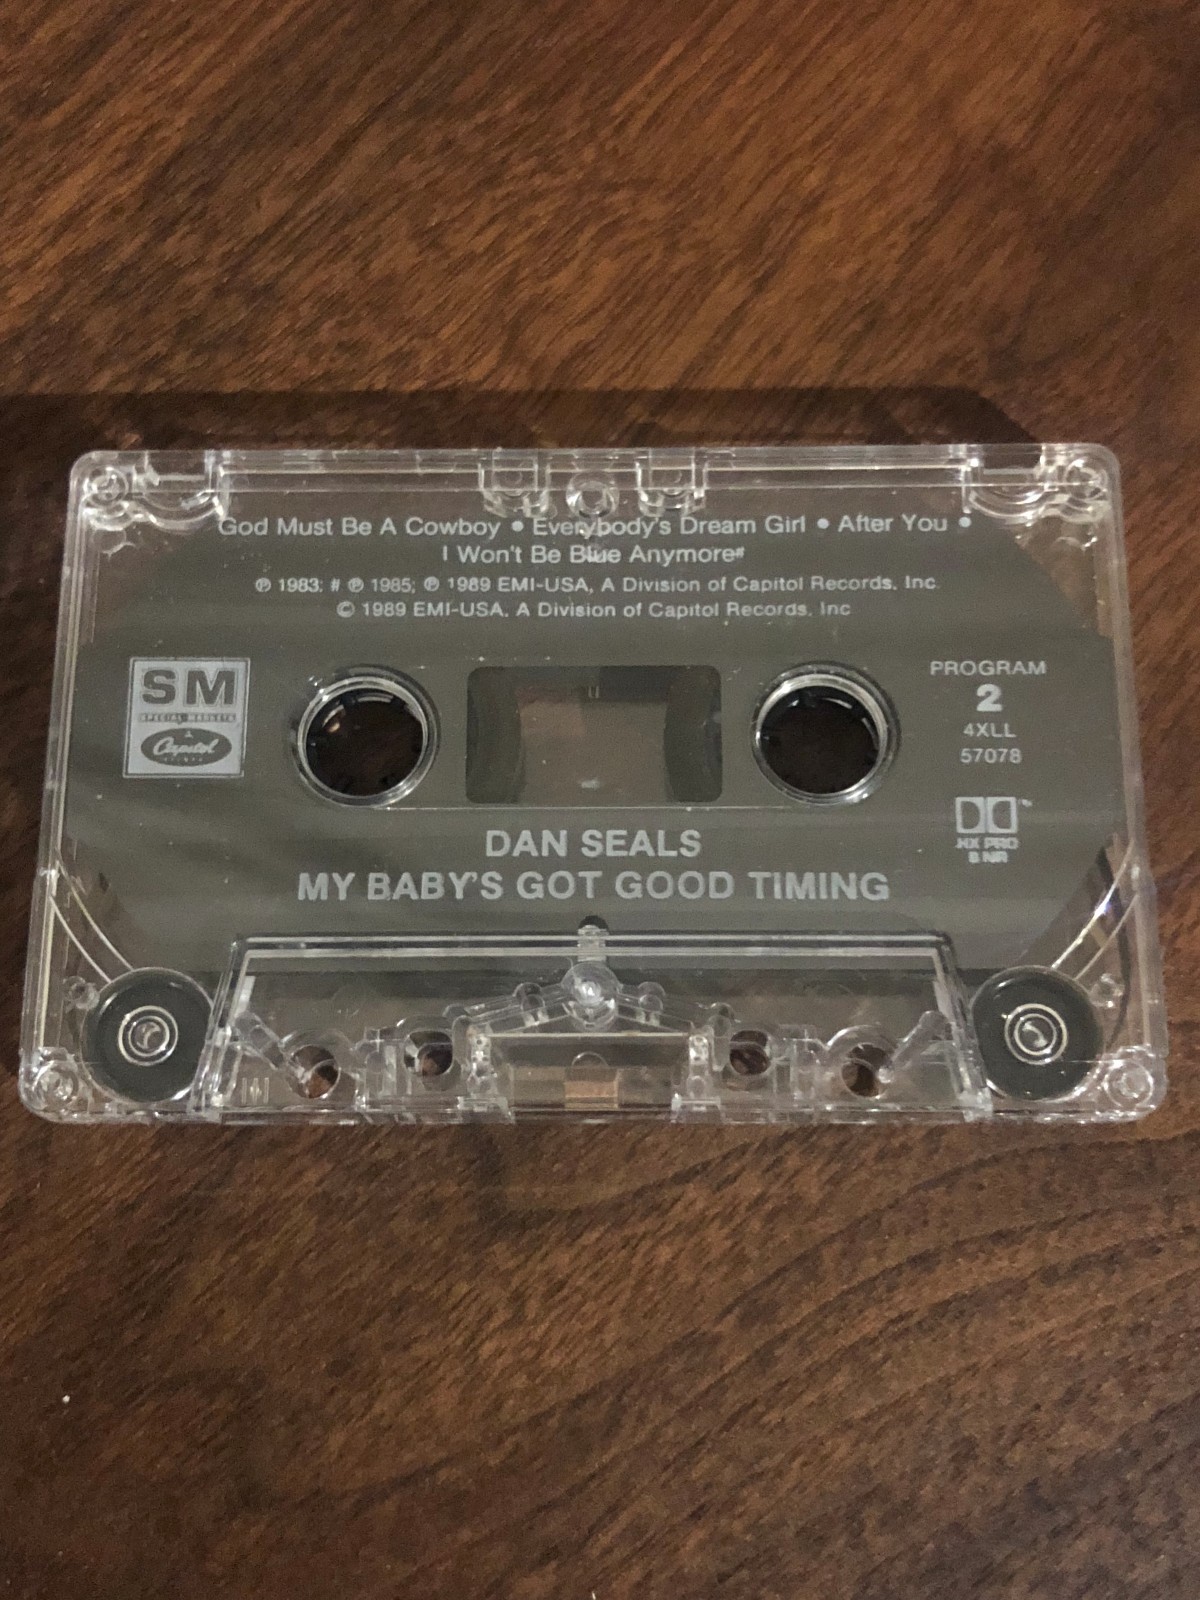 God Must Be A Cowboy • Everybody's Dream Girl • After You •
I Won't Be Blue Anymore#
℗ 1983; # ℗ 1985; ℗ 1989 EMI-USA, A Division of Capitol Records, Inc.
© 1989 EMI-USA, A Division of Capitol Records, Inc
SM
SPECIAL MARKETS
Capitol
PROGRAM
2
4XLL
57078
™
HX PRO
B NR
DAN SEALS
MY BABY'S GOT GOOD TIMING